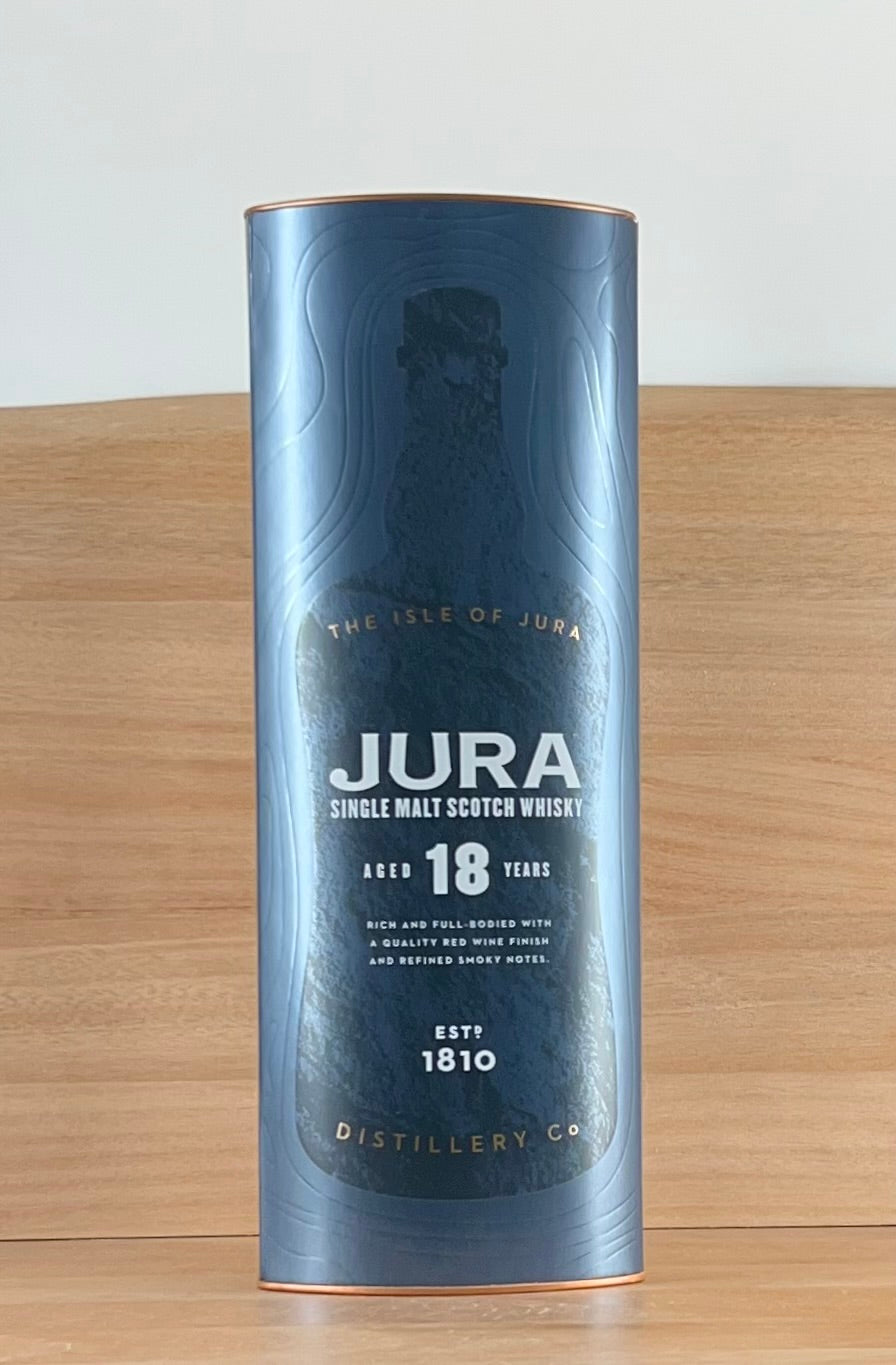 THE ISLE OF JURA
JURA
SINGLE MALT SCOTCH WHISKY
AGED 18 YEARS
RICH AND FULL-BODIED WITH
A QUALITY RED WINE FINISH
AND REFINED SMOKY NOTES.
ESTD
1810
DISTILLERY Co